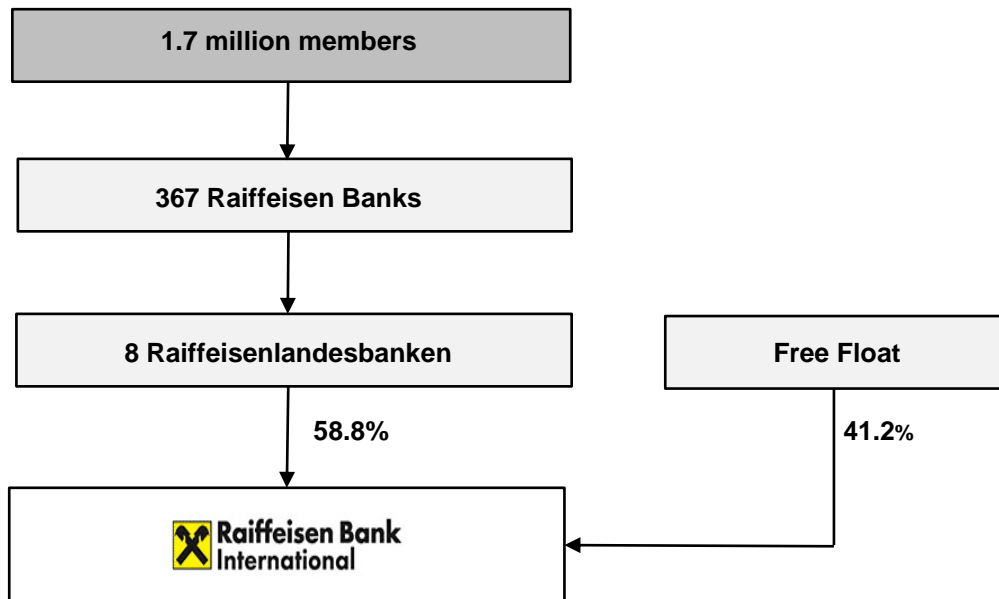 1.7 million members
367 Raiffeisen Banks
8 Raiffeisenlandesbanken
Free Float
58.8%
41.2%
Raiffeisen Bank
International